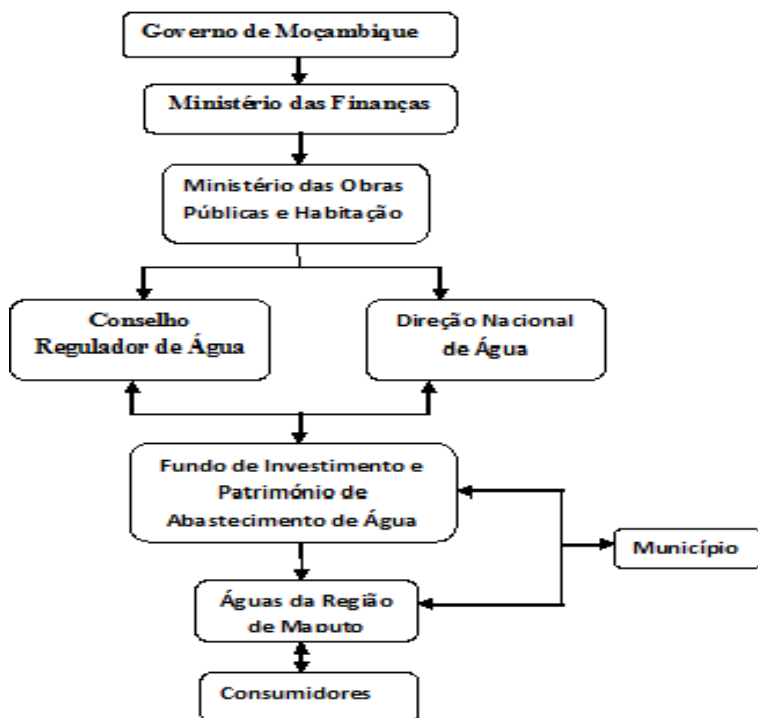 Governo de Moçambique
Ministério das Finanças
Ministério das Obras
Públicas e Habitação
Conselho
Regulador de Água
Direção Nacional
de Água
Fundo de Investimento e
Património de
Abastecimento de Água
Município
Águas da Região
de Maputo
Consumidores